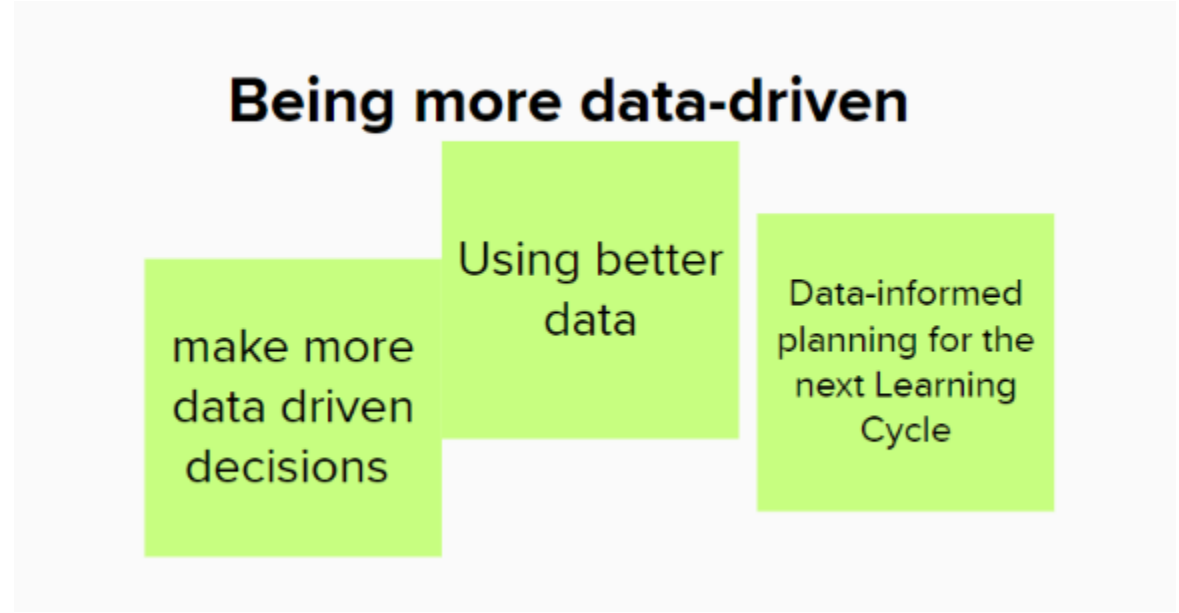 Being more data-driven
make more
data driven
decisions
Using better
data
Data-informed
planning for the
next Learning
Cycle